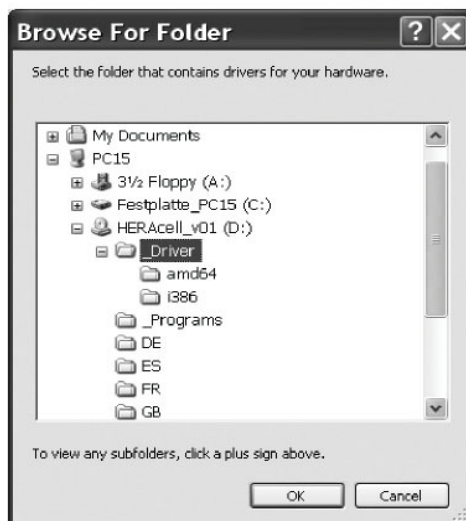 Browse For Folder
Select the folder that contains drivers for your hardware.
My Documents
PC15
3½ Floppy (A:)
Festplatte_PC15 (C:)
HERAcell_v01 (D:)
_Driver
amd64
i386
_Programs
DE
ES
FR
GB
To view any subfolders, click a plus sign above.
OK Cancel